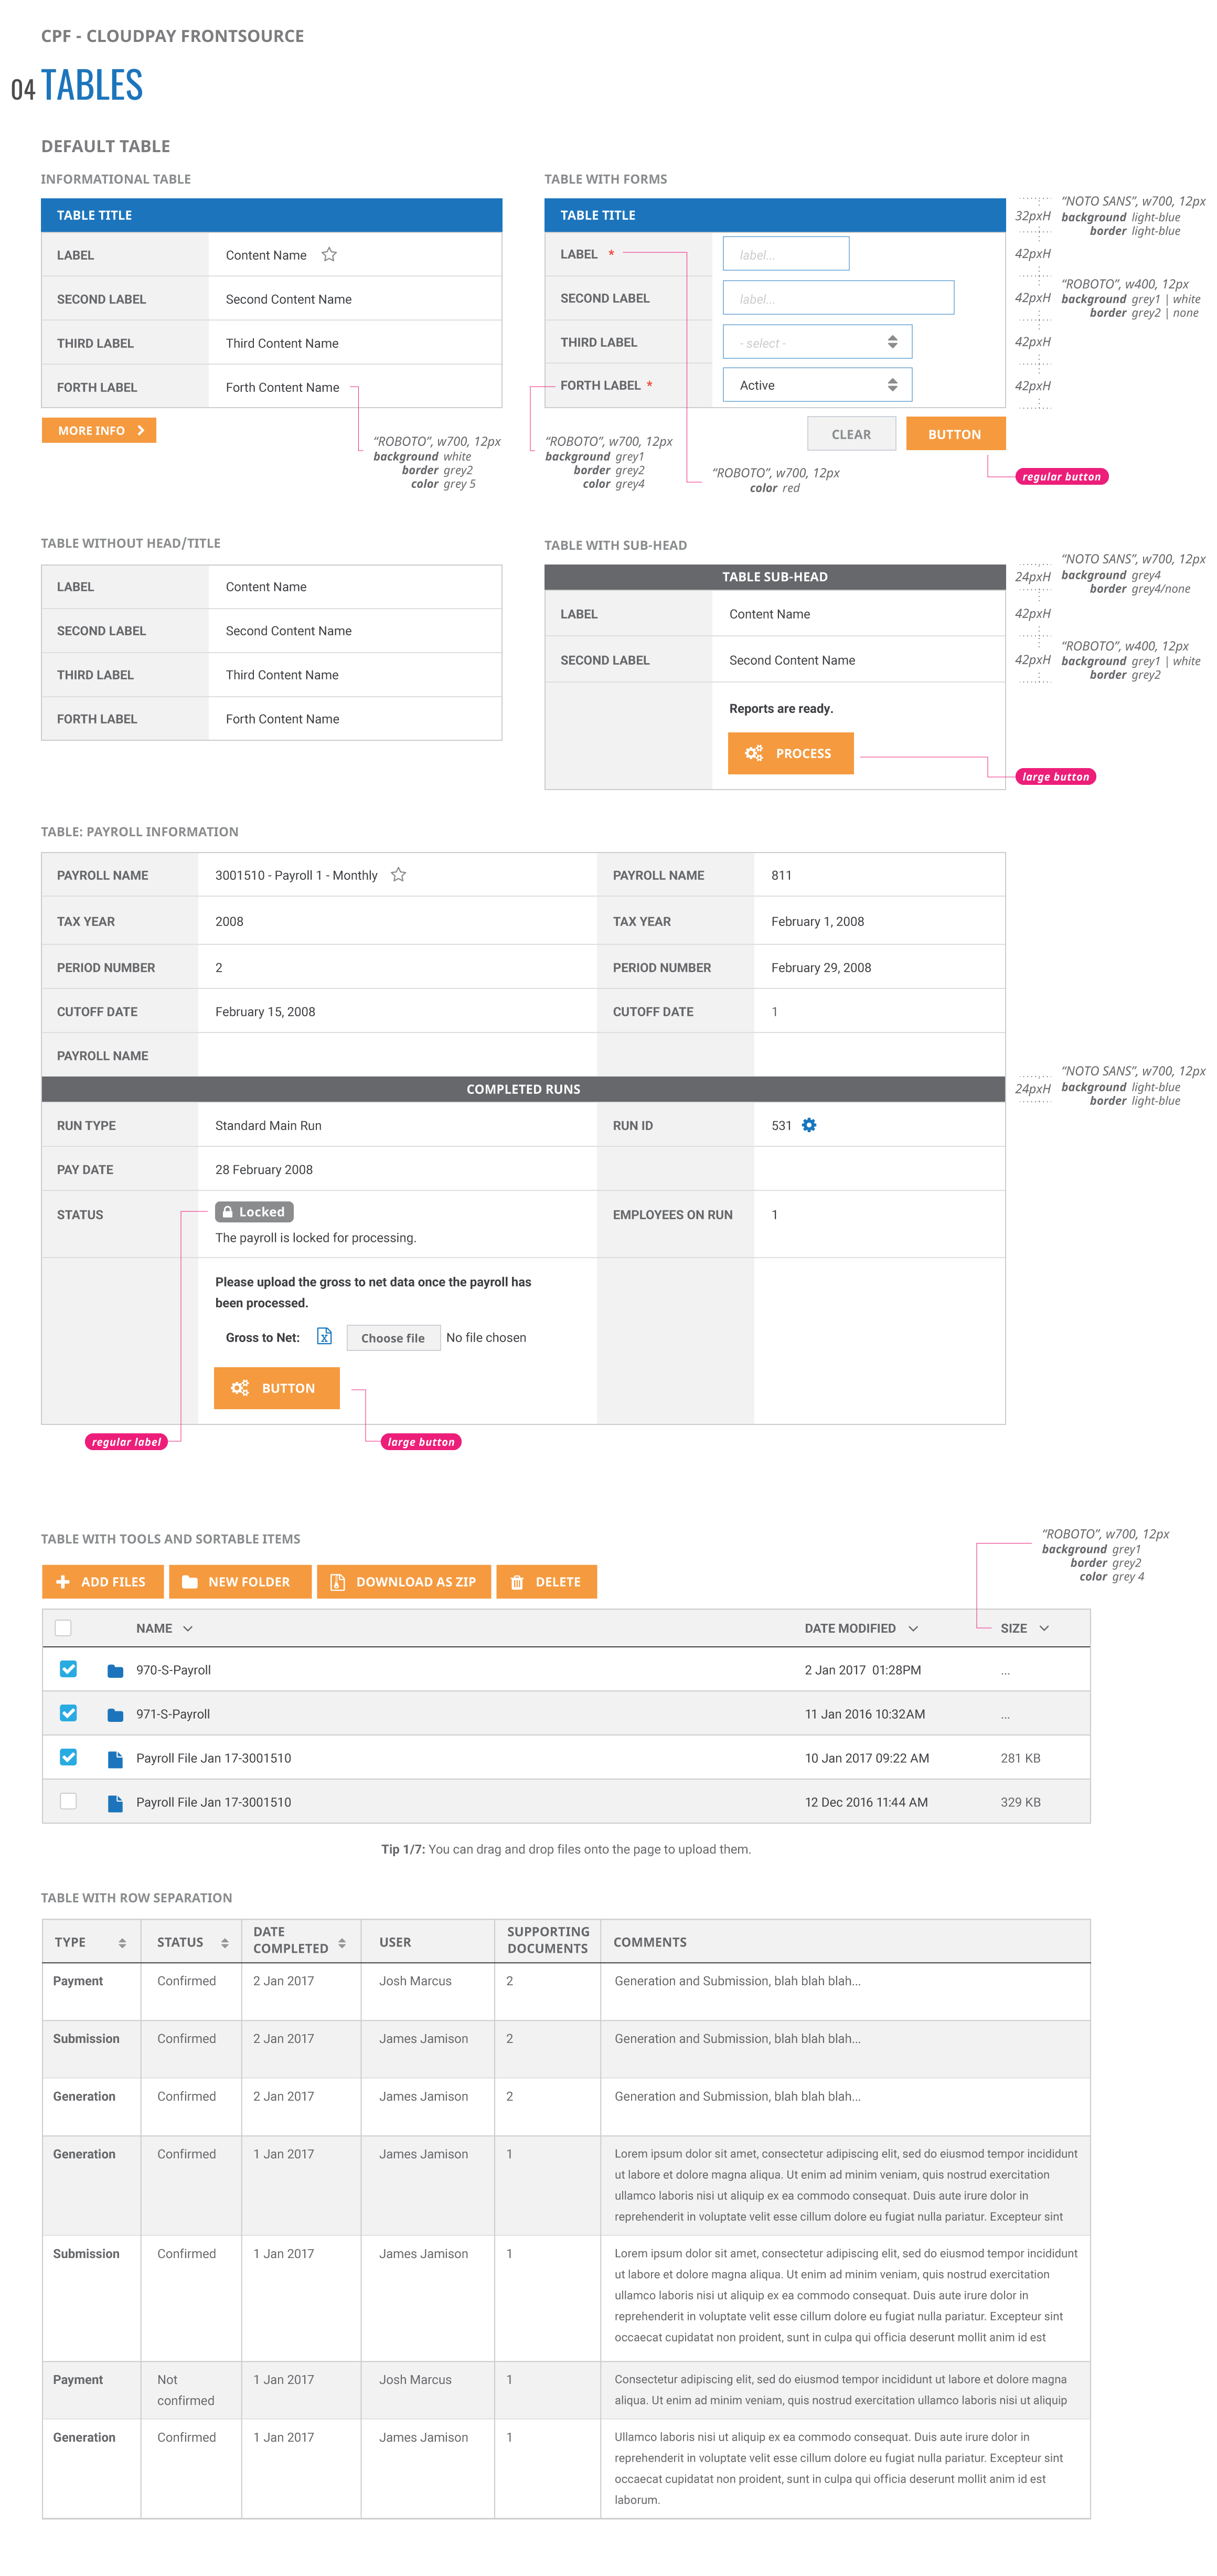 CPF - CLOUDPAY FRONTSOURCE
04 TABLES
DEFAULT TABLE
INFORMATIONAL TABLE
TABLE TITLE
LABEL Content Name
SECOND LABEL Second Content Name
THIRD LABEL Third Content Name
FORTH LABEL Forth Content Name
MORE INFO
“ROBOTO”, w700, 12px
background white
border grey2
color grey 5
TABLE WITH FORMS
TABLE TITLE
LABEL * label...
SECOND LABEL label...
THIRD LABEL - select -
FORTH LABEL * Active
CLEAR BUTTON
“ROBOTO”, w700, 12px
background grey1
border grey2
color grey4
“ROBOTO”, w700, 12px
color red
regular button
32pxH
42pxH
42pxH
42pxH
42pxH
“NOTO SANS”, w700, 12px
background light-blue
border light-blue
“ROBOTO”, w400, 12px
background grey1 | white
border grey2 | none
TABLE WITHOUT HEAD/TITLE
LABEL Content Name
SECOND LABEL Second Content Name
THIRD LABEL Third Content Name
FORTH LABEL Forth Content Name
TABLE WITH SUB-HEAD
TABLE SUB-HEAD
LABEL Content Name
SECOND LABEL Second Content Name
Reports are ready.
PROCESS
large button
24pxH
42pxH
42pxH
“NOTO SANS”, w700, 12px
background grey4
border grey4/none
“ROBOTO”, w400, 12px
background grey1 | white
border grey2
TABLE: PAYROLL INFORMATION
PAYROLL NAME 3001510 - Payroll 1 - Monthly PAYROLL NAME 811
TAX YEAR 2008 TAX YEAR February 1, 2008
PERIOD NUMBER 2 PERIOD NUMBER February 29, 2008
CUTOFF DATE February 15, 2008 CUTOFF DATE 1
PAYROLL NAME
COMPLETED RUNS
24pxH
“NOTO SANS”, w700, 12px
background light-blue
border light-blue
RUN TYPE Standard Main Run RUN ID 531
PAY DATE 28 February 2008
STATUS Locked EMPLOYEES ON RUN 1
The payroll is locked for processing.
Please upload the gross to net data once the payroll has
been processed.
Gross to Net: Choose file No file chosen
BUTTON
regular label
large button
TABLE WITH TOOLS AND SORTABLE ITEMS
“ROBOTO”, w700, 12px
background grey1
border grey2
color grey 4
ADD FILES NEW FOLDER DOWNLOAD AS ZIP DELETE
NAME DATE MODIFIED SIZE
970-S-Payroll 2 Jan 2017 01:28PM ...
971-S-Payroll 11 Jan 2016 10:32AM ...
Payroll File Jan 17-3001510 10 Jan 2017 09:22 AM 281 KB
Payroll File Jan 17-3001510 12 Dec 2016 11:44 AM 329 KB
Tip 1/7: You can drag and drop files onto the page to upload them.
TABLE WITH ROW SEPARATION
TYPE STATUS DATE COMPLETED USER SUPPORTING DOCUMENTS COMMENTS
Payment Confirmed 2 Jan 2017 Josh Marcus 2 Generation and Submission, blah blah blah...
Submission Confirmed 2 Jan 2017 James Jamison 2 Generation and Submission, blah blah blah...
Generation Confirmed 2 Jan 2017 James Jamison 2 Generation and Submission, blah blah blah...
Generation Confirmed 1 Jan 2017 James Jamison 1 Lorem ipsum dolor sit amet, consectetur adipiscing elit, sed do eiusmod tempor incididunt
ut labore et dolore magna aliqua. Ut enim ad minim veniam, quis nostrud exercitation
ullamco laboris nisi ut aliquip ex ea commodo consequat. Duis aute irure dolor in
reprehenderit in voluptate velit esse cillum dolore eu fugiat nulla pariatur. Excepteur sint
Submission Confirmed 1 Jan 2017 James Jamison 1 Lorem ipsum dolor sit amet, consectetur adipiscing elit, sed do eiusmod tempor incididunt
ut labore et dolore magna aliqua. Ut enim ad minim veniam, quis nostrud exercitation
ullamco laboris nisi ut aliquip ex ea commodo consequat. Duis aute irure dolor in
reprehenderit in voluptate velit esse cillum dolore eu fugiat nulla pariatur. Excepteur sint
occaecat cupidatat non proident, sunt in culpa qui officia deserunt mollit anim id est
Payment Not confirmed 1 Jan 2017 Josh Marcus 1 Consectetur adipiscing elit, sed do eiusmod tempor incididunt ut labore et dolore magna
aliqua. Ut enim ad minim veniam, quis nostrud exercitation ullamco laboris nisi ut aliquip
Generation Confirmed 1 Jan 2017 James Jamison 1 Ullamco laboris nisi ut aliquip ex ea commodo consequat. Duis aute irure dolor in
reprehenderit in voluptate velit esse cillum dolore eu fugiat nulla pariatur. Excepteur sint
occaecat cupidatat non proident, sunt in culpa qui officia deserunt mollit anim id est
laborum.